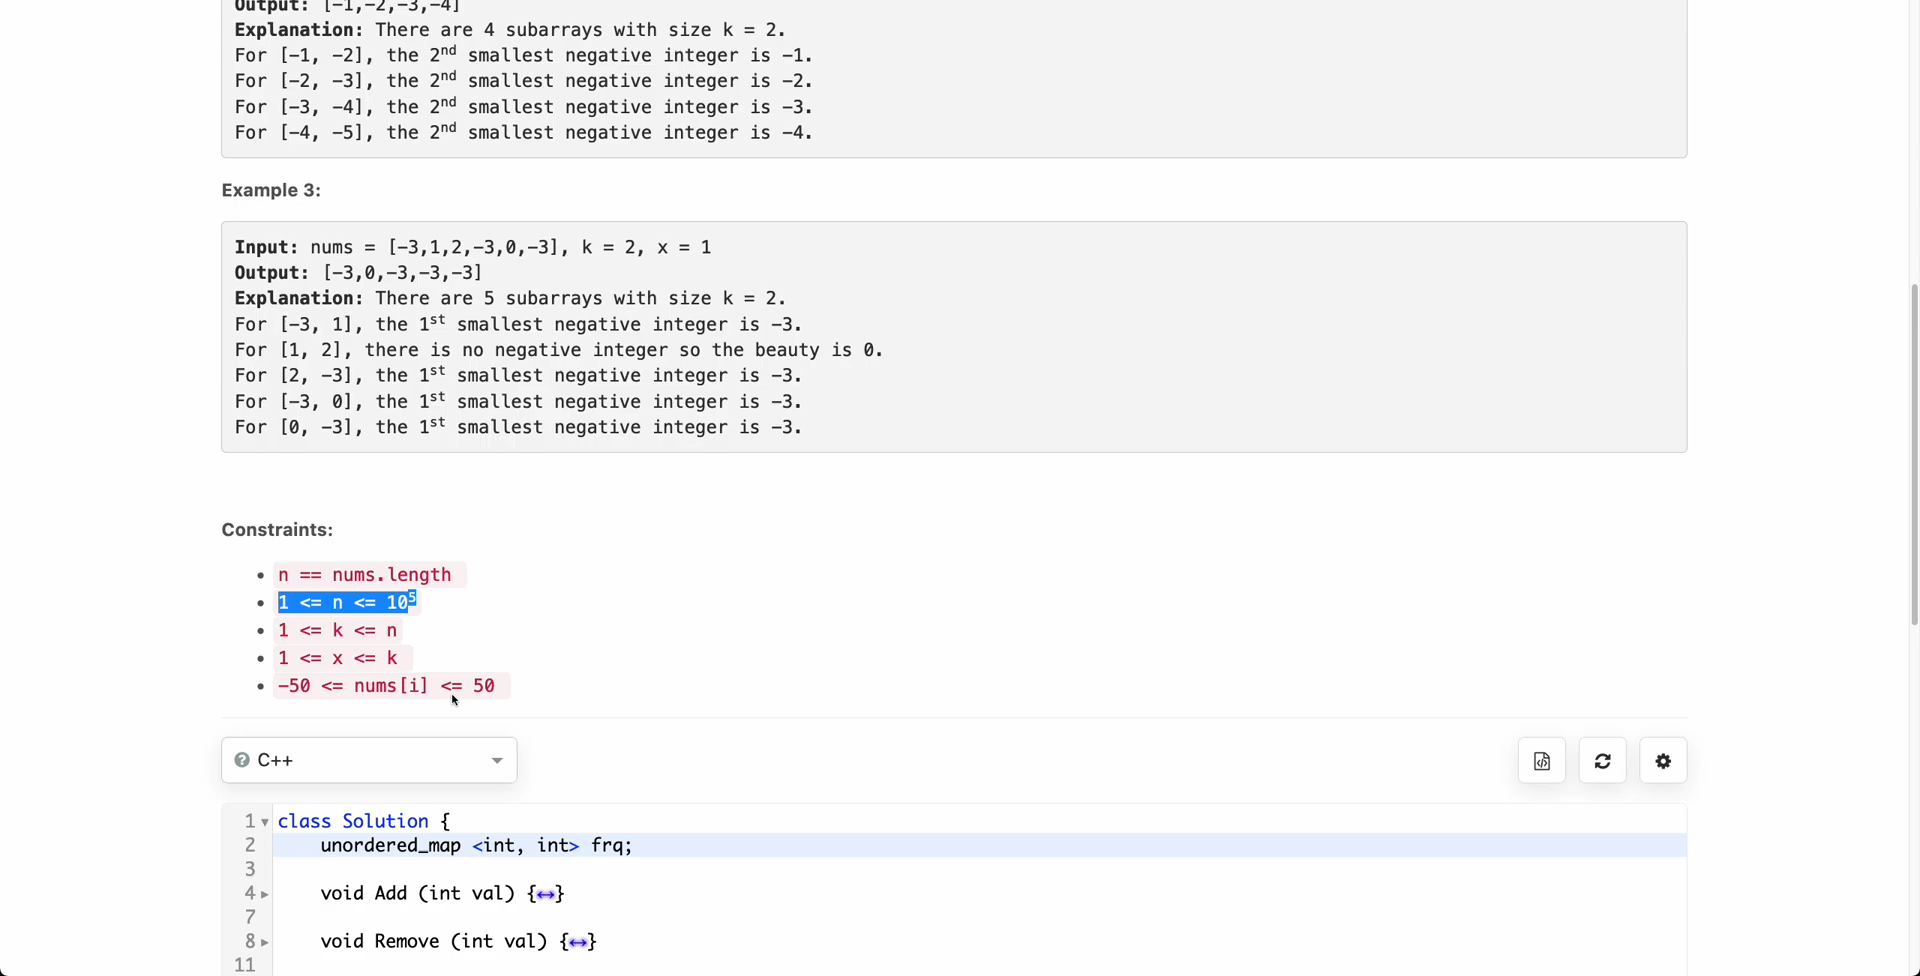 Output: [-1,-2,-3,-4]
Explanation: There are 4 subarrays with size k = 2.
For [-1, -2], the 2nd smallest negative integer is -1.
For [-2, -3], the 2nd smallest negative integer is -2.
For [-3, -4], the 2nd smallest negative integer is -3.
For [-4, -5], the 2nd smallest negative integer is -4.
Example 3:
Input: nums = [-3,1,2,-3,0,-3], k = 2, x = 1
Output: [-3,0,-3,-3,-3]
Explanation: There are 5 subarrays with size k = 2.
For [-3, 1], the 1st smallest negative integer is -3.
For [1, 2], there is no negative integer so the beauty is 0.
For [2, -3], the 1st smallest negative integer is -3.
For [-3, 0], the 1st smallest negative integer is -3.
For [0, -3], the 1st smallest negative integer is -3.
Constraints:
• n == nums.length
• 1 <= n <= 10^5
• 1 <= k <= n
• 1 <= x <= k
• -50 <= nums[i] <= 50
C++
1 class Solution {
2 unordered_map <int, int> frq;
3
4 void Add (int val) {↔}
7
8 void Remove (int val) {↔}
11